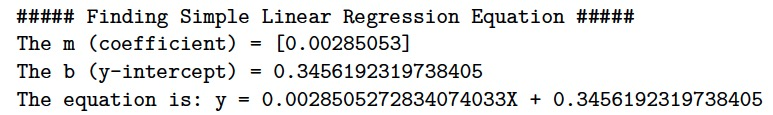 ##### Finding Simple Linear Regression Equation #####
The m (coefficient) = [0.00285053]
The b (y-intercept) = 0.3456192319738405
The equation is: y = 0.0028505272834074033X + 0.3456192319738405